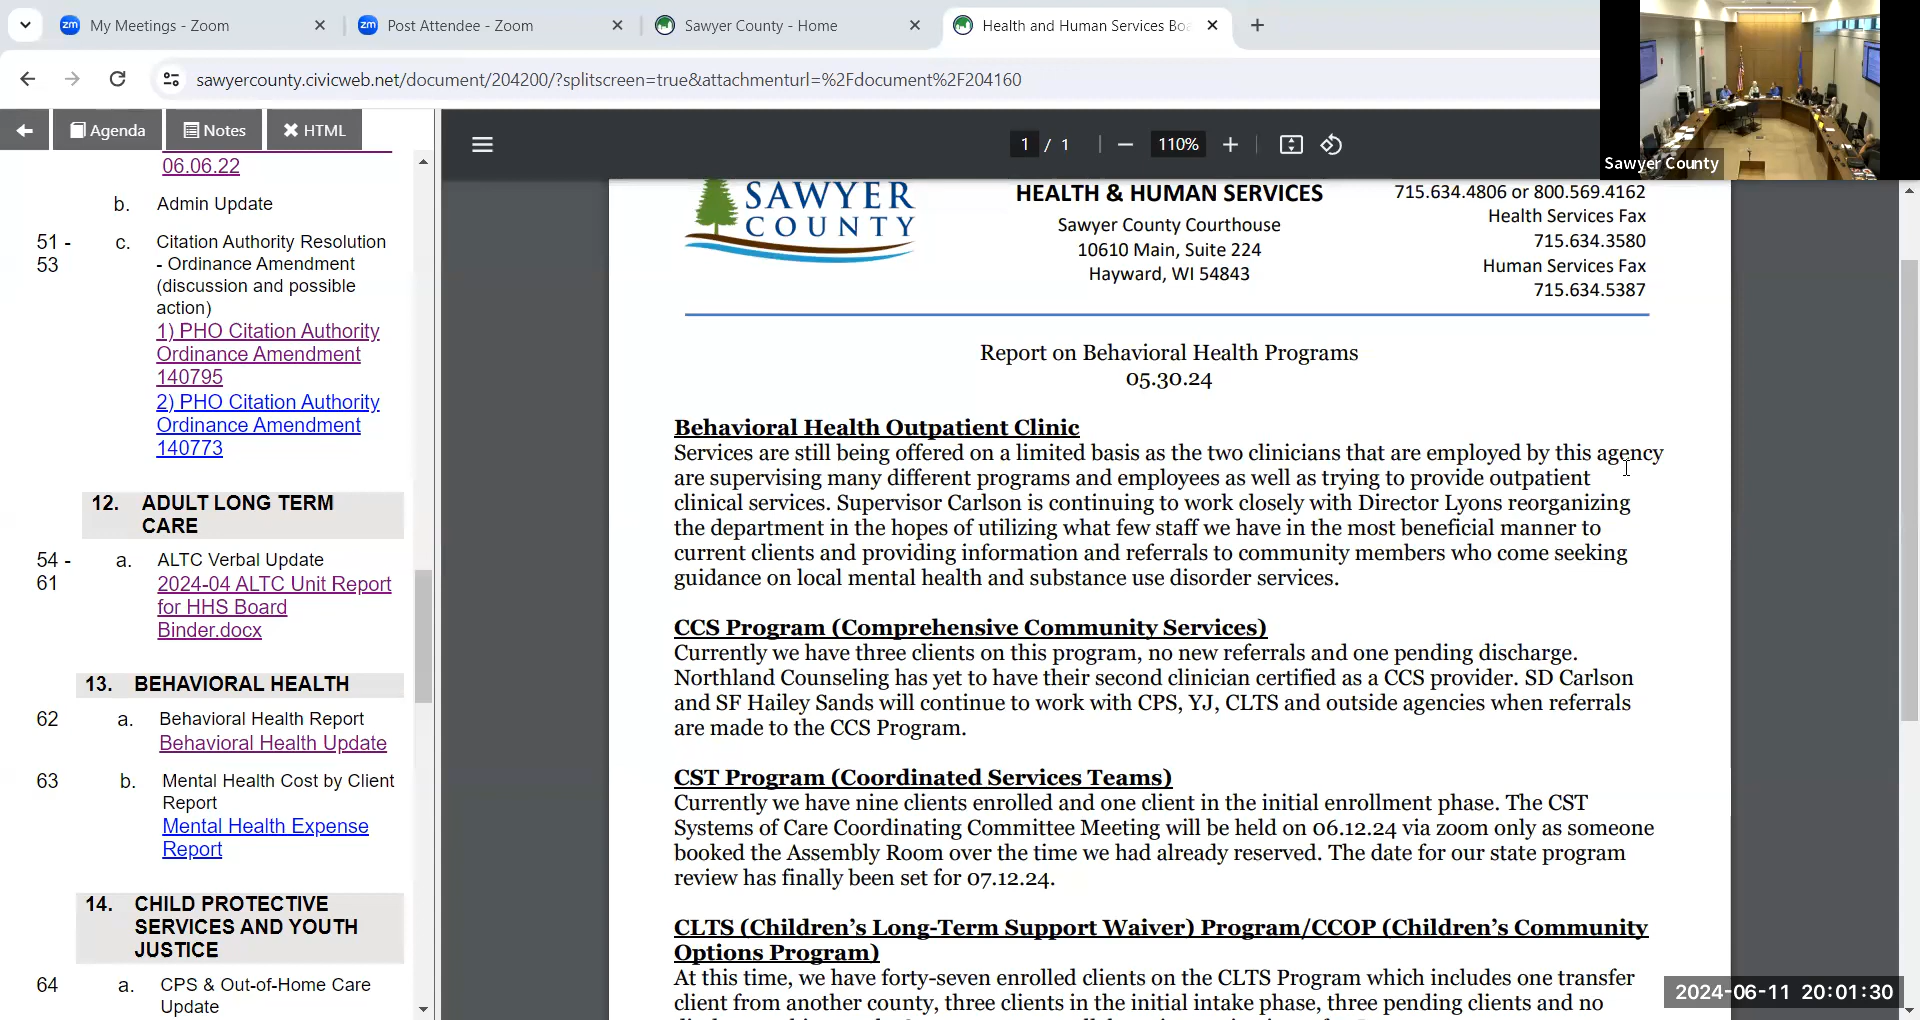 My Meetings - Zoom
Post Attendee - Zoom
Sawyer County - Home
Health and Human Services Boa
sawyercounty.civicweb.net/document/204200/?splitscreen=true&attachmenturl=%2Fdocument%2F204160
Agenda
Notes
HTML
1 / 1
110%
Sawyer County
06.06.22
b. Admin Update
51 - 53
c. Citation Authority Resolution
- Ordinance Amendment
(discussion and possible
action)
1) PHO Citation Authority
Ordinance Amendment
140795
2) PHO Citation Authority
Ordinance Amendment
140773
12. ADULT LONG TERM
CARE
54 - 61
a. ALTC Verbal Update
2024-04 ALTC Unit Report
for HHS Board
Binder.docx
13. BEHAVIORAL HEALTH
62 a. Behavioral Health Report
Behavioral Health Update
63 b. Mental Health Cost by Client
Report
Mental Health Expense
Report
14. CHILD PROTECTIVE
SERVICES AND YOUTH
JUSTICE
64 a. CPS & Out-of-Home Care
Update
SAWYER
COUNTY
HEALTH & HUMAN SERVICES
Sawyer County Courthouse
10610 Main, Suite 224
Hayward, WI 54843
715.634.4806 or 800.569.4162
Health Services Fax
715.634.3580
Human Services Fax
715.634.5387
Report on Behavioral Health Programs
05.30.24
Behavioral Health Outpatient Clinic
Services are still being offered on a limited basis as the two clinicians that are employed by this agency
are supervising many different programs and employees as well as trying to provide outpatient
clinical services. Supervisor Carlson is continuing to work closely with Director Lyons reorganizing
the department in the hopes of utilizing what few staff we have in the most beneficial manner to
current clients and providing information and referrals to community members who come seeking
guidance on local mental health and substance use disorder services.
CCS Program (Comprehensive Community Services)
Currently we have three clients on this program, no new referrals and one pending discharge.
Northland Counseling has yet to have their second clinician certified as a CCS provider. SD Carlson
and SF Hailey Sands will continue to work with CPS, YJ, CLTS and outside agencies when referrals
are made to the CCS Program.
CST Program (Coordinated Services Teams)
Currently we have nine clients enrolled and one client in the initial enrollment phase. The CST
Systems of Care Coordinating Committee Meeting will be held on 06.12.24 via zoom only as someone
booked the Assembly Room over the time we had already reserved. The date for our state program
review has finally been set for 07.12.24.
CLTS (Children's Long-Term Support Waiver) Program/CCOP (Children's Community
Options Program)
At this time, we have forty-seven enrolled clients on the CLTS Program which includes one transfer
client from another county, three clients in the initial intake phase, three pending clients and no
2024-06-11 20:01:30